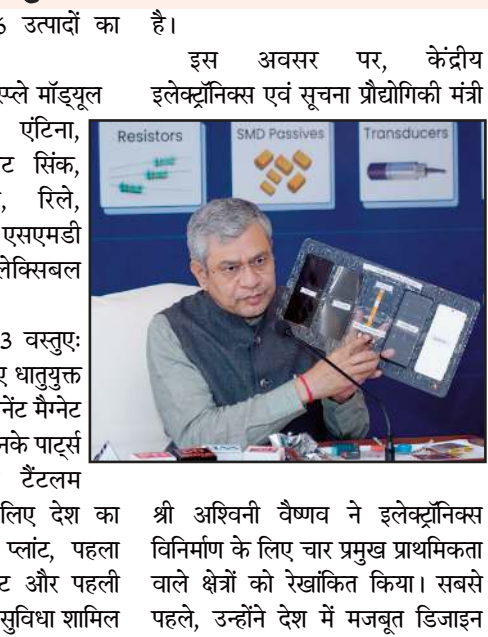 उत्पादों का
स्प्ले मॉड्यूल
एंटिना,
ट सिंक,
, रिले,
एसएमडी
लेक्सिबल
3 वस्तुएः
ए धातुयुक्त
नेंट मैग्नेट
नके पार्ट्स
टैंटलम
लिए देश का
प्लांट, पहला
ट और पहली
सुविधा शामिल
है।
इस अवसर पर, केंद्रीय
इलेक्ट्रॉनिक्स एवं सूचना प्रौद्योगिकी मंत्री
Resistors
SMD Passives
Transducers
श्री अश्विनी वैष्णव ने इलेक्ट्रॉनिक्स
विनिर्माण के लिए चार प्रमुख प्राथमिकता
वाले क्षेत्रों को रेखांकित किया। सबसे
पहले, उन्होंने देश में मजबूत डिजाइन